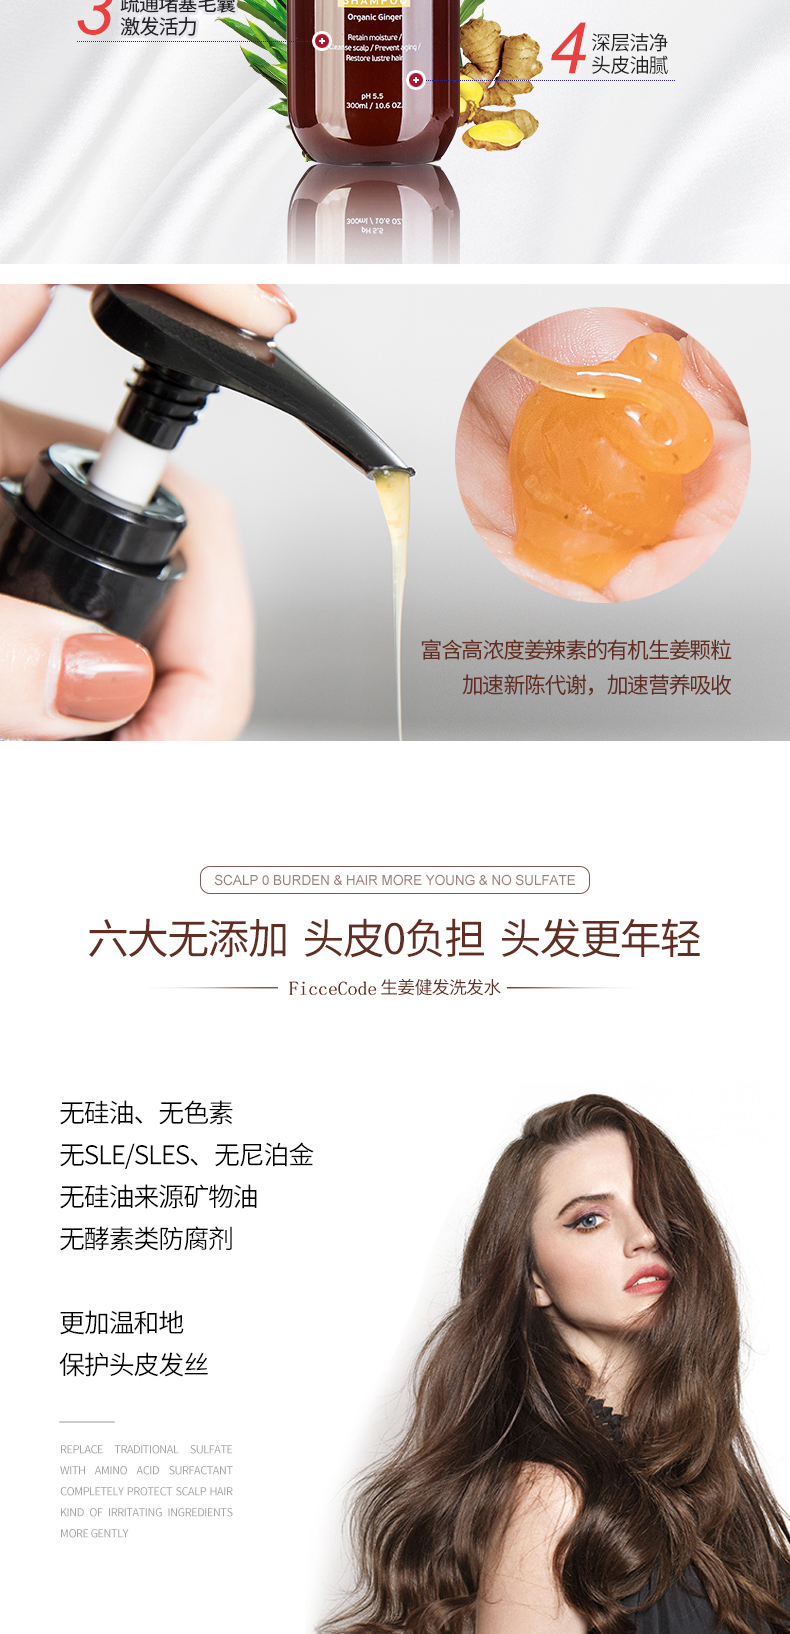 3 疏通堵塞毛囊
激发活力
SHAMPOO
Organic Ginger
Retain moisture /
Cleanse scalp / Prevent aging /
Restore lustre hair
pH 5.5
300ml / 10.6 OZ.
4 深层洁净
头皮油腻
富含高浓度姜辣素的有机生姜颗粒
加速新陈代谢，加速营养吸收
SCALP 0 BURDEN & HAIR MORE YOUNG & NO SULFATE
六大无添加 头皮0负担 头发更年轻
FicceCode 生姜健发洗发水
无硅油、无色素
无SLE/SLES、无尼泊金
无硅油来源矿物油
无酵素类防腐剂
更加温和地
保护头皮发丝
REPLACE TRADITIONAL SULFATE
WITH AMINO ACID SURFACTANT
COMPLETELY PROTECT SCALP HAIR
KIND OF IRRITATING INGREDIENTS
MORE GENTLY